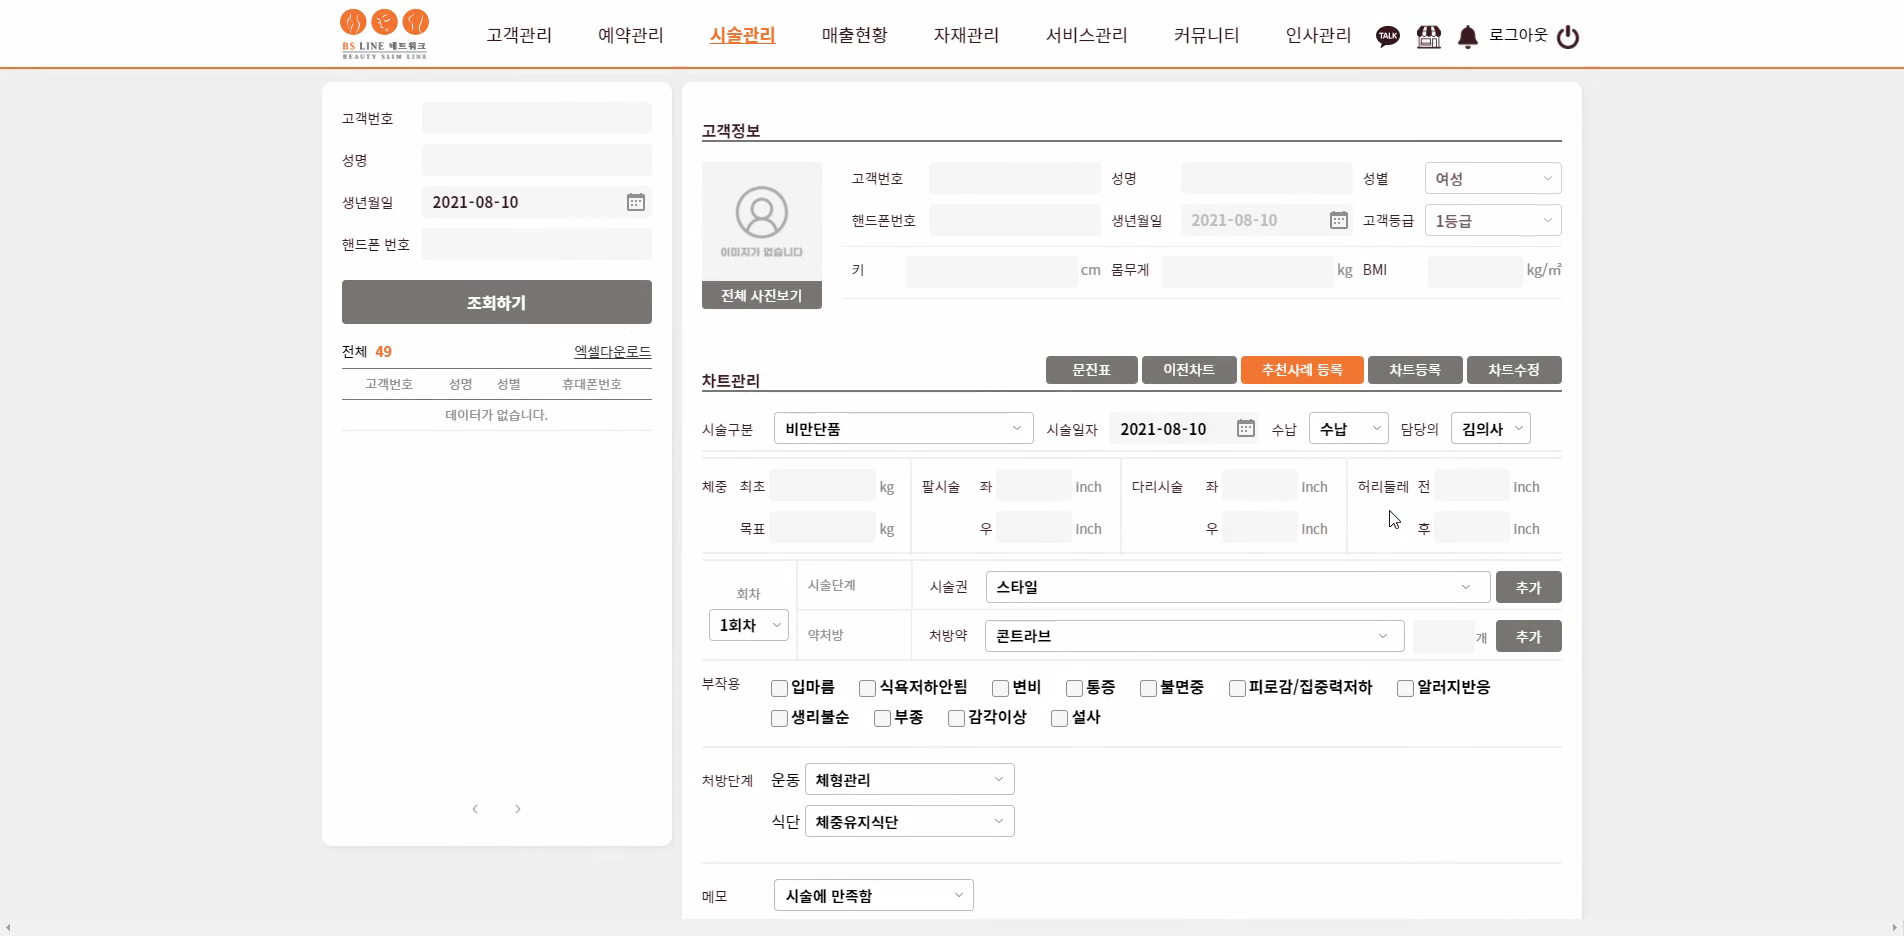 BS LINE 네트워크
BEAUTY SLIM LINE
고객관리 예약관리 시술관리 매출현황 자재관리 서비스관리 커뮤니티 인사관리 TALK 로그아웃
고객번호
성명
생년월일 2021-08-10
핸드폰 번호
조회하기
전체 49 엑셀다운로드
고객번호 성명 성별 휴대폰번호
데이터가 없습니다.
고객정보
이미지가 없습니다
전체 사진보기
고객번호 성명 성별 여성
핸드폰번호 생년월일 2021-08-10 고객등급 1등급
키 cm 몸무게 kg BMI kg/㎡
차트관리 문진표 이전차트 추천사례 등록 차트등록 차트수정
시술구분 비만단품 시술일자 2021-08-10 수납 수납 담당의 김의사
체중 최초 kg 팔시술 좌 inch 다리시술 좌 inch 허리둘레 전 inch
목표 kg 우 inch 우 inch 후 inch
회차
1회차
시술단계 시술권 스타일 추가
약처방 처방약 콘트라브 개 추가
부작용 입마름 식욕저하안됨 변비 통증 불면중 피로감/집중력저하 알러지반응
생리불순 부종 감각이상 설사
처방단계 운동 체형관리
식단 체중유지식단
메모 시술에 만족함